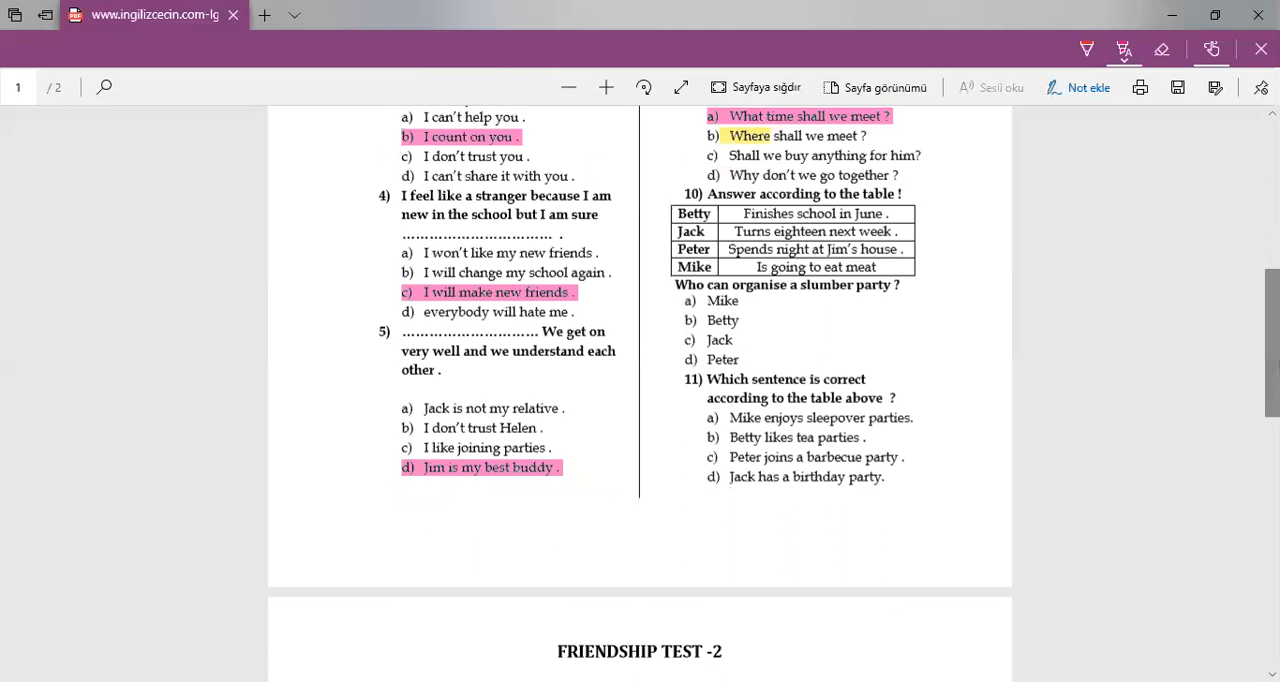 www.ingilizcecin.com-lg
1 / 2
Sayfaya sığdır
Sayfa görünümü
Sesli oku
Not ekle
a) I can't help you .
b) I count on you .
c) I don't trust you .
d) I can't share it with you .
4) I feel like a stranger because I am
new in the school but I am sure
…………………………… .
a) I won't like my new friends .
b) I will change my school again .
c) I will make new friends .
d) everybody will hate me .
5) ………………………… We get on
very well and we understand each
other .
a) Jack is not my relative .
b) I don't trust Helen .
c) I like joining parties .
d) Jim is my best buddy .
a) What time shall we meet ?
b) Where shall we meet ?
c) Shall we buy anything for him?
d) Why don't we go together ?
10) Answer according to the table !
Betty Finishes school in June .
Jack Turns eighteen next week .
Peter Spends night at Jim's house .
Mike Is going to eat meat
Who can organise a slumber party ?
a) Mike
b) Betty
c) Jack
d) Peter
11) Which sentence is correct
according to the table above ?
a) Mike enjoys sleepover parties.
b) Betty likes tea parties .
c) Peter joins a barbecue party .
d) Jack has a birthday party.
FRIENDSHIP TEST -2